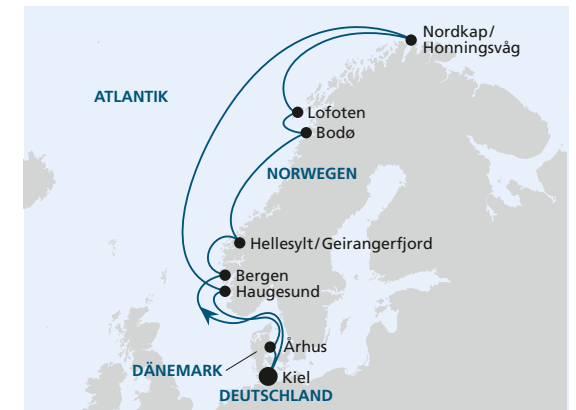 Nordkap/
Honningsvåg
ATLANTIK
Lofoten
Bodø
NORWEGEN
Hellesylt/Geirangerfjord
Bergen
Haugesund
Århus
DÄNEMARK
Kiel
DEUTSCHLAND